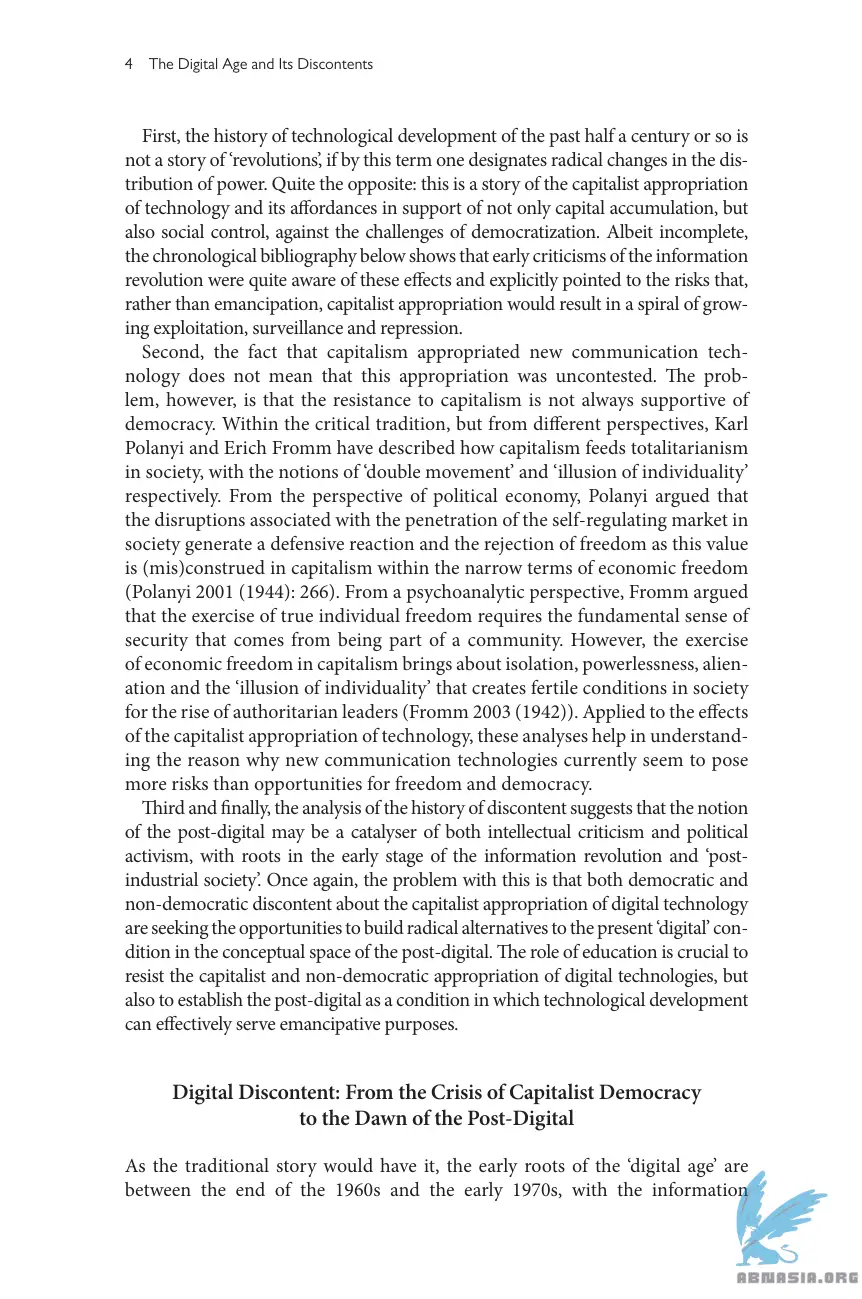 4 The Digital Age and Its Discontents
First, the history of technological development of the past half a century or so is
not a story of ‘revolutions’, if by this term one designates radical changes in the dis-
tribution of power. Quite the opposite: this is a story of the capitalist appropriation
of technology and its affordances in support of not only capital accumulation, but
also social control, against the challenges of democratization. Albeit incomplete,
the chronological bibliography below shows that early criticisms of the information
revolution were quite aware of these effects and explicitly pointed to the risks that,
rather than emancipation, capitalist appropriation would result in a spiral of grow-
ing exploitation, surveillance and repression.
Second, the fact that capitalism appropriated new communication tech-
nology does not mean that this appropriation was uncontested. The prob-
lem, however, is that the resistance to capitalism is not always supportive of
democracy. Within the critical tradition, but from different perspectives, Karl
Polanyi and Erich Fromm have described how capitalism feeds totalitarianism
in society, with the notions of ‘double movement’ and ‘illusion of individuality’
respectively. From the perspective of political economy, Polanyi argued that
the disruptions associated with the penetration of the self-regulating market in
society generate a defensive reaction and the rejection of freedom as this value
is (mis)construed in capitalism within the narrow terms of economic freedom
(Polanyi 2001 (1944): 266). From a psychoanalytic perspective, Fromm argued
that the exercise of true individual freedom requires the fundamental sense of
security that comes from being part of a community. However, the exercise
of economic freedom in capitalism brings about isolation, powerlessness, alien-
ation and the ‘illusion of individuality’ that creates fertile conditions in society
for the rise of authoritarian leaders (Fromm 2003 (1942)). Applied to the effects
of the capitalist appropriation of technology, these analyses help in understand-
ing the reason why new communication technologies currently seem to pose
more risks than opportunities for freedom and democracy.
Third and finally, the analysis of the history of discontent suggests that the notion
of the post-digital may be a catalyser of both intellectual criticism and political
activism, with roots in the early stage of the information revolution and ‘post-
industrial society’. Once again, the problem with this is that both democratic and
non-democratic discontent about the capitalist appropriation of digital technology
are seeking the opportunities to build radical alternatives to the present ‘digital’ con-
dition in the conceptual space of the post-digital. The role of education is crucial to
resist the capitalist and non-democratic appropriation of digital technologies, but
also to establish the post-digital as a condition in which technological development
can effectively serve emancipative purposes.
Digital Discontent: From the Crisis of Capitalist Democracy
to the Dawn of the Post-Digital
As the traditional story would have it, the early roots of the ‘digital age’ are
between the end of the 1960s and the early 1970s, with the information
ABNASIA.ORG